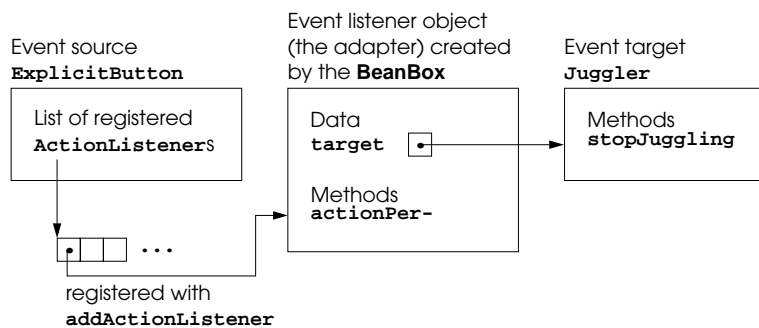 Event source
ExplicitButton
List of registered
ActionListeners
registered with
addActionListener
Event listener object
(the adapter) created
by the BeanBox
Data
target
Methods
actionPer-
Event target
Juggler
Methods
stopJuggling